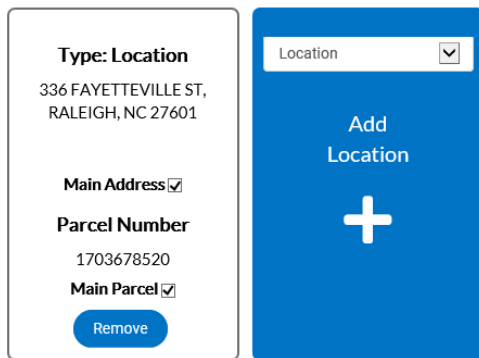 Type: Location
336 FAYETTEVILLE ST,
RALEIGH, NC 27601
Main Address
Parcel Number
1703678520
Main Parcel
Remove
Location
Add
Location